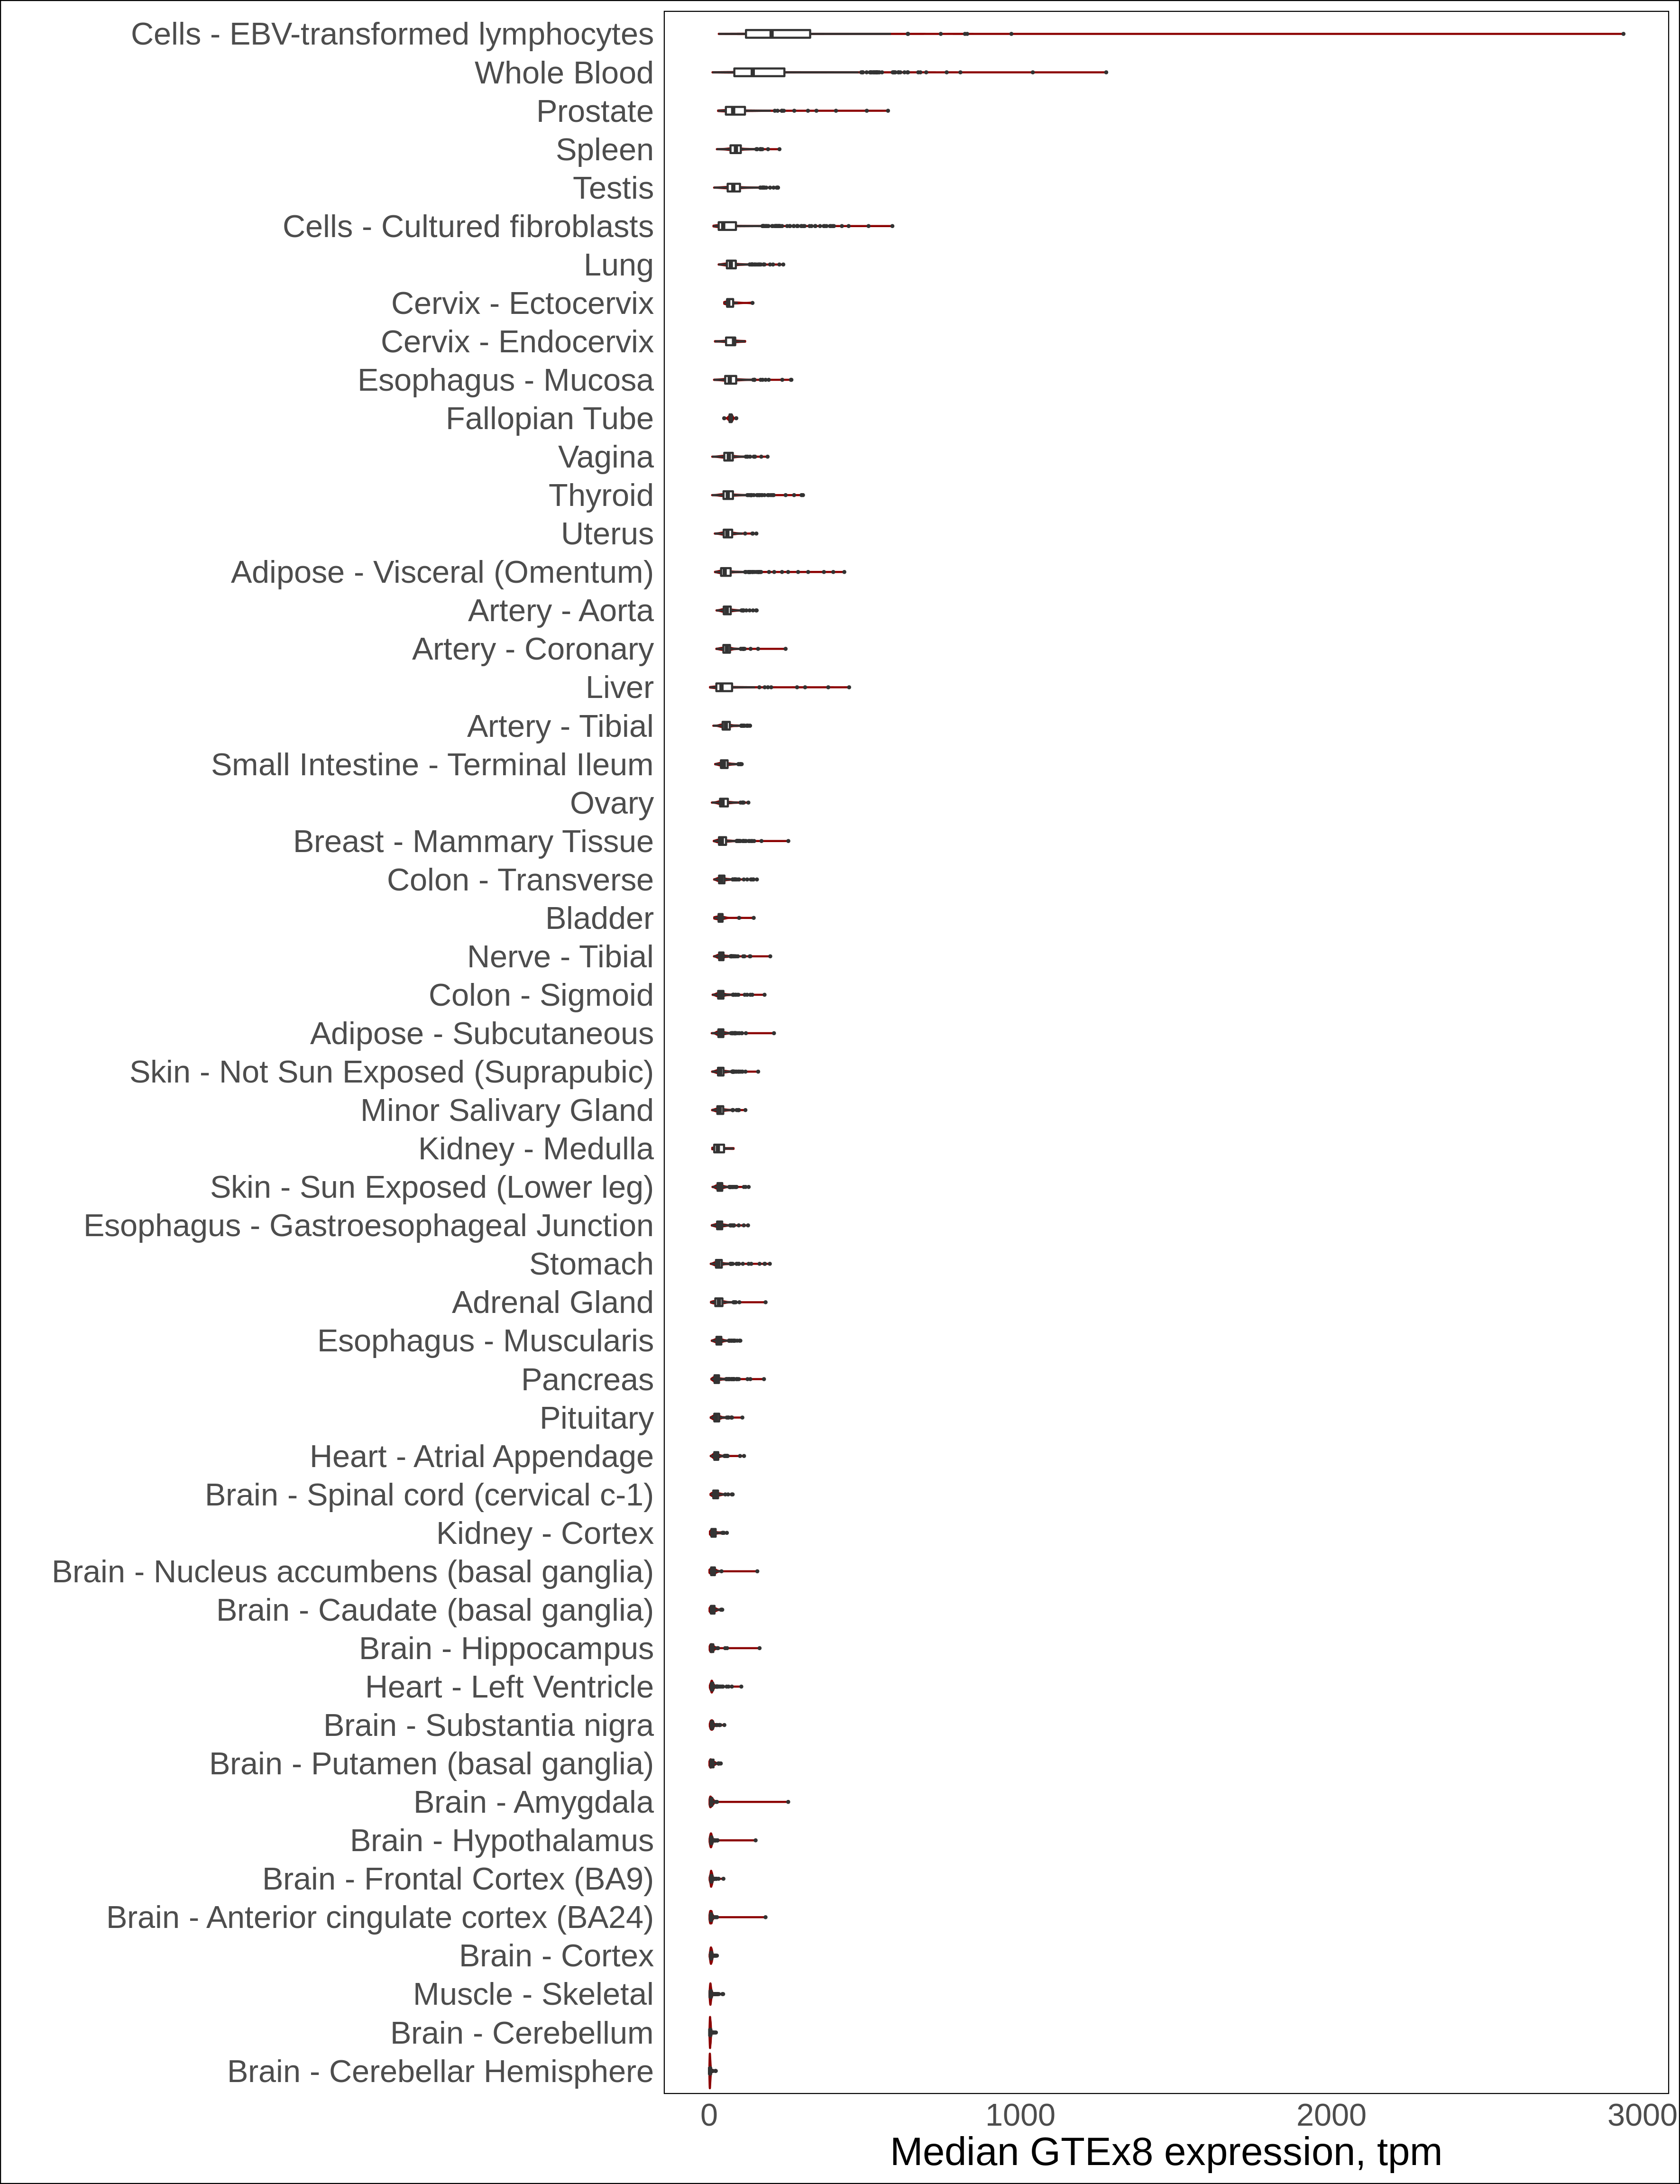 Cells - EBV-transformed lymphocytes
Whole Blood
Prostate
Spleen
Testis
Cells - Cultured fibroblasts
Lung
Cervix - Ectocervix
Cervix - Endocervix
Esophagus - Mucosa
Fallopian Tube
Vagina
Thyroid
Uterus
Adipose - Visceral (Omentum)
Artery - Aorta
Artery - Coronary
Liver
Artery - Tibial
Small Intestine - Terminal Ileum
Ovary
Breast - Mammary Tissue
Colon - Transverse
Bladder
Nerve - Tibial
Colon - Sigmoid
Adipose - Subcutaneous
Skin - Not Sun Exposed (Suprapubic)
Minor Salivary Gland
Kidney - Medulla
Skin - Sun Exposed (Lower leg)
Esophagus - Gastroesophageal Junction
Stomach
Adrenal Gland
Esophagus - Muscularis
Pancreas
Pituitary
Heart - Atrial Appendage
Brain - Spinal cord (cervical c-1)
Kidney - Cortex
Brain - Nucleus accumbens (basal ganglia)
Brain - Caudate (basal ganglia)
Brain - Hippocampus
Heart - Left Ventricle
Brain - Substantia nigra
Brain - Putamen (basal ganglia)
Brain - Amygdala
Brain - Hypothalamus
Brain - Frontal Cortex (BA9)
Brain - Anterior cingulate cortex (BA24)
Brain - Cortex
Muscle - Skeletal
Brain - Cerebellum
Brain - Cerebellar Hemisphere
0 1000 2000 3000
Median GTEx8 expression, tpm